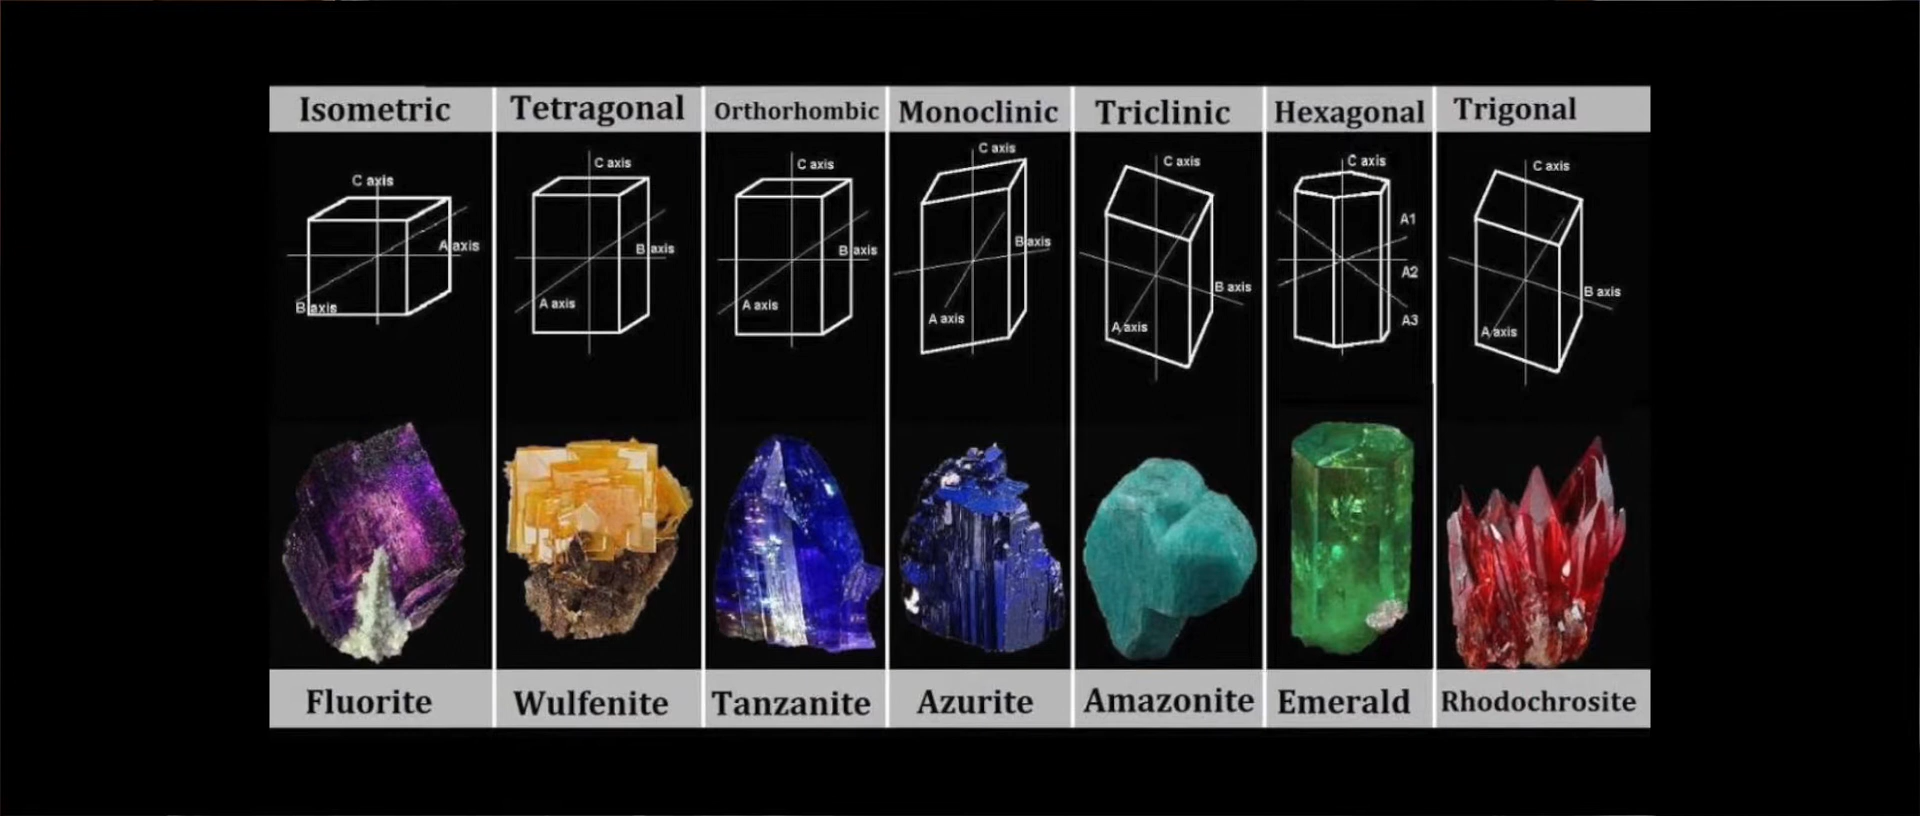 Isometric
Tetragonal
Orthorhombic
Monoclinic
Triclinic
Hexagonal
Trigonal
C axis
A axis
B axis
C axis
B axis
A axis
C axis
B axis
A axis
C axis
B axis
A axis
C axis
B axis
A axis
C axis
A1
A2
A3
C axis
B axis
A axis
Fluorite
Wulfenite
Tanzanite
Azurite
Amazonite
Emerald
Rhodochrosite